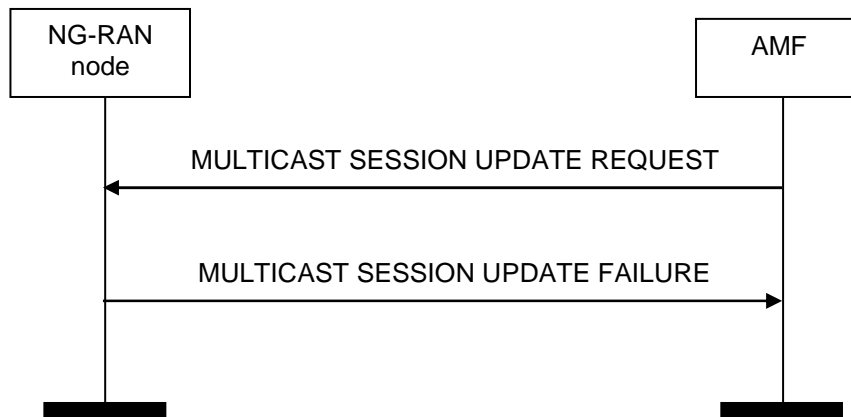 NG-RAN
node
AMF
MULTICAST SESSION UPDATE REQUEST
MULTICAST SESSION UPDATE FAILURE